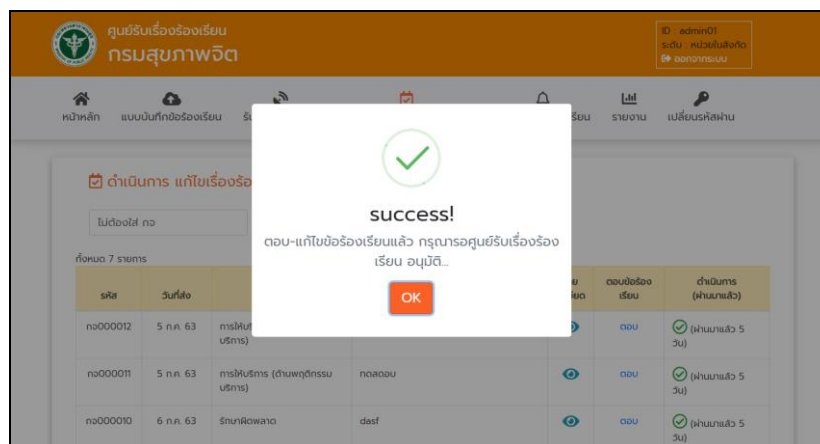 ศูนย์รับเรื่องร้องเรียน
กรมสุขภาพจิต
ID : admin01
ระดับ : หน่วยในสังกัด
ออกจากระบบ
หน้าหลัก แบบบันทึกข้อร้องเรียน เรียน รายงาน เปลี่ยนรหัสผ่าน
ดำเนินการ แก้ไขเรื่องร้อ
ไม่ต้องใส่ กจ
ทั้งหมด 7 รายการ
success!
ตอบ-แก้ไขข้อร้องเรียนแล้ว กรุณารอศูนย์รับเรื่องร้อง
เรียน อนุมัติ...
OK
รหัส วันที่ส่ง ตอบข้อร้องเรียน ดำเนินการ (ผ่านมาแล้ว)
กจ000012 5 ก.ค. 63 ตอบ (ผ่านมาแล้ว 5
บริการ) วัน)
กจ000011 5 ก.ค. 63 การให้บริการ (ด้านพฤติกรรม ทดสอบ ตอบ (ผ่านมาแล้ว 5
บริการ) วัน)
กจ000010 6 ก.ค. 63 รักษาผิดพลาด dasf ตอบ (ผ่านมาแล้ว 5
วัน)